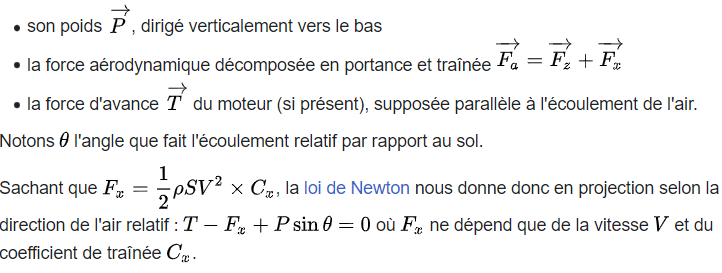 • son poids $\overrightarrow{P}$, dirigé verticalement vers le bas
• la force aérodynamique décomposée en portance et traînée $\overrightarrow{F_a} = \overrightarrow{F_z} + \overrightarrow{F_x}$
• la force d'avance $\overrightarrow{T}$ du moteur (si présent), supposée parallèle à l'écoulement de l'air.
Notons $\theta$ l'angle que fait l'écoulement relatif par rapport au sol.
Sachant que $F_x = \frac{1}{2}\rho S V^2 \times C_x$, la loi de Newton nous donne donc en projection selon la
direction de l'air relatif : $T - F_x + P\sin\theta = 0$ où $F_x$ ne dépend que de la vitesse $V$ et du
coefficient de traînée $C_x$.